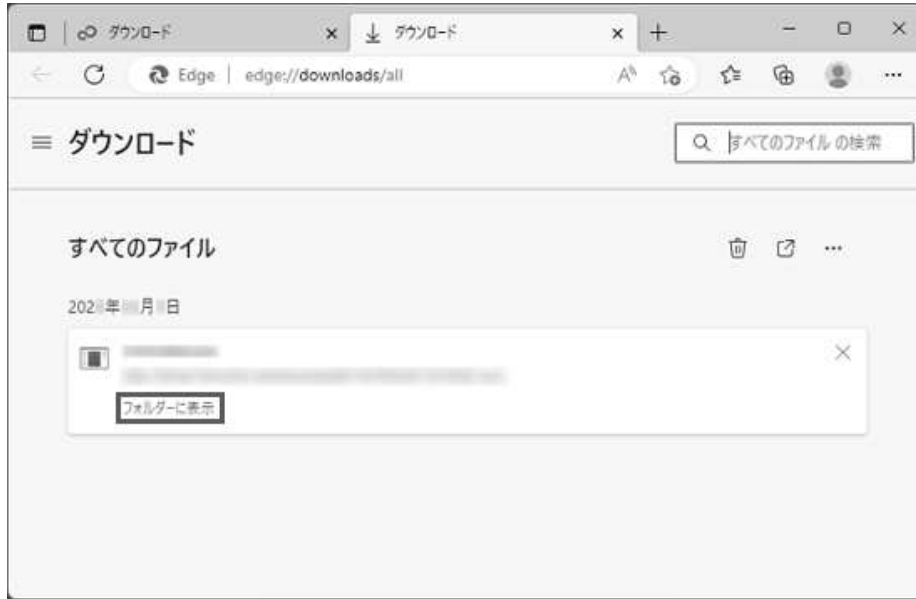 ダウンロード
ダウンロード
Edge
edge://downloads/all
ダウンロード
すべてのファイル の検索
すべてのファイル
202 年 月 日
フォルダーに表示